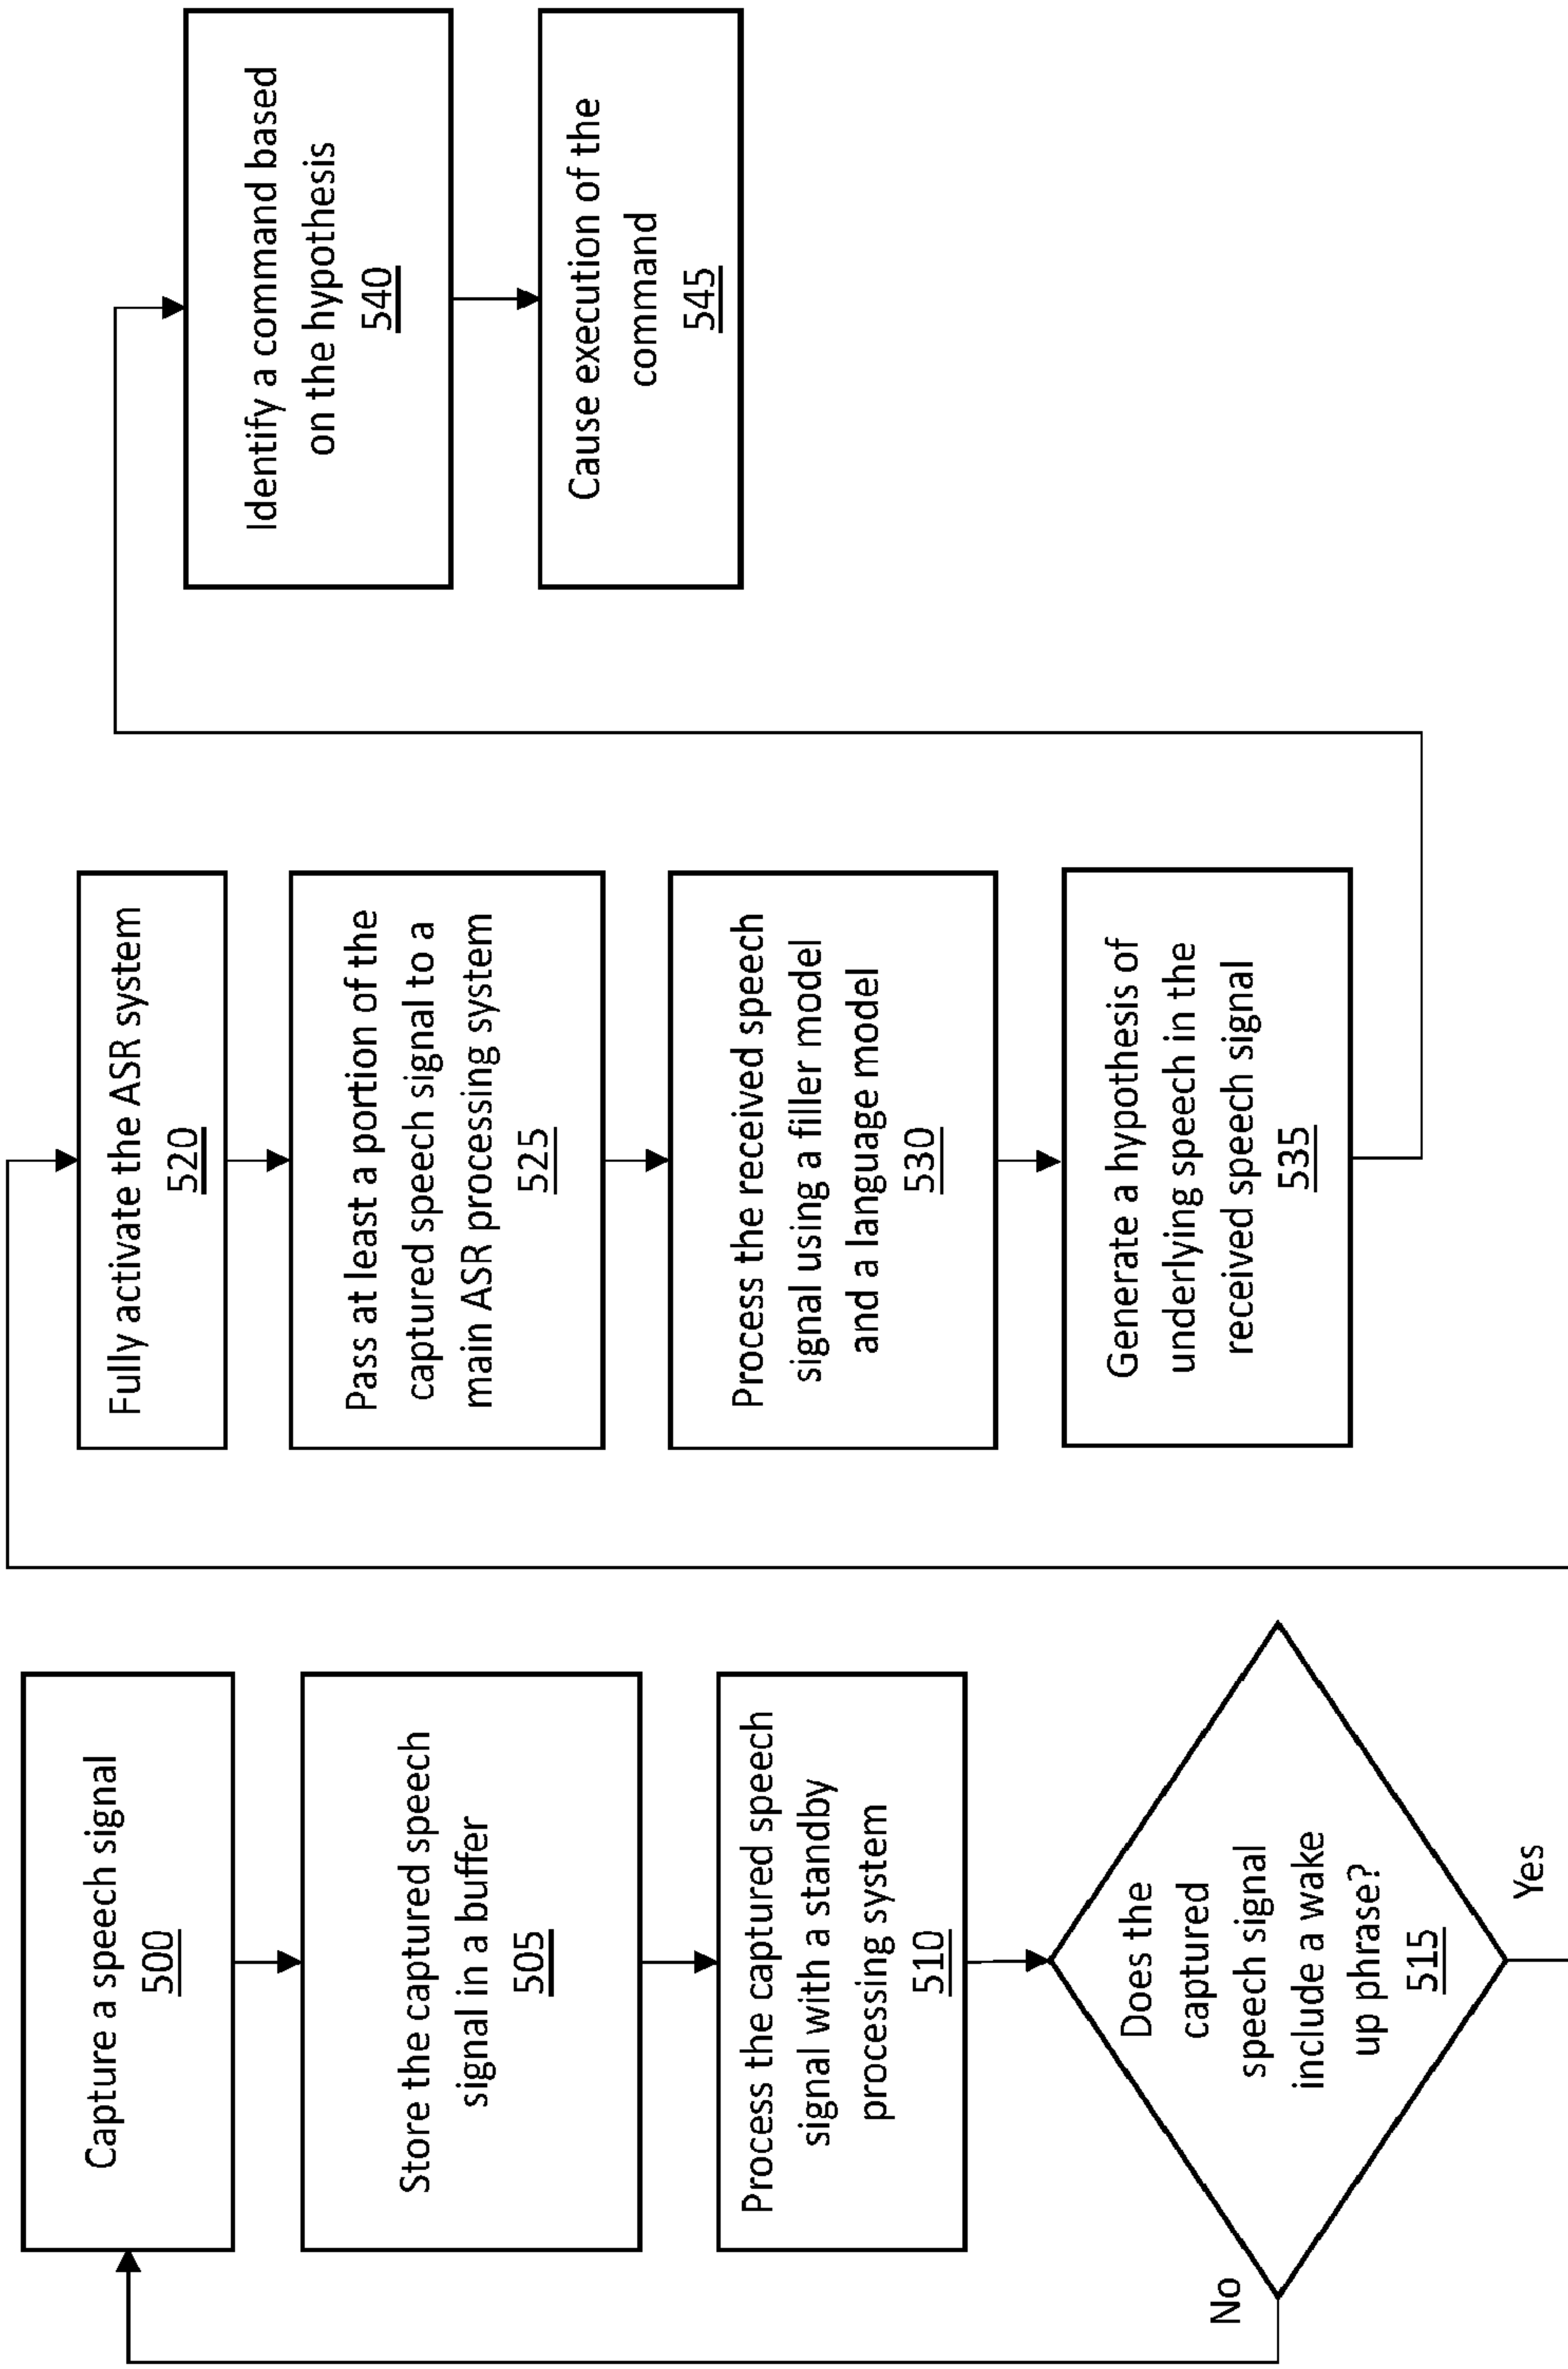 Capture a speech signal
500
Store the captured speech
signal in a buffer
505
Process the captured speech
signal with a standby
processing system
510
Does the
captured
speech signal
include a wake
up phrase?
515
No
Yes
Fully activate the ASR system
520
Pass at least a portion of the
captured speech signal to a
main ASR processing system
525
Process the received speech
signal using a filler model
and a language model
530
Generate a hypothesis of
underlying speech in the
received speech signal
535
Identify a command based
on the hypothesis
540
Cause execution of the
command
545